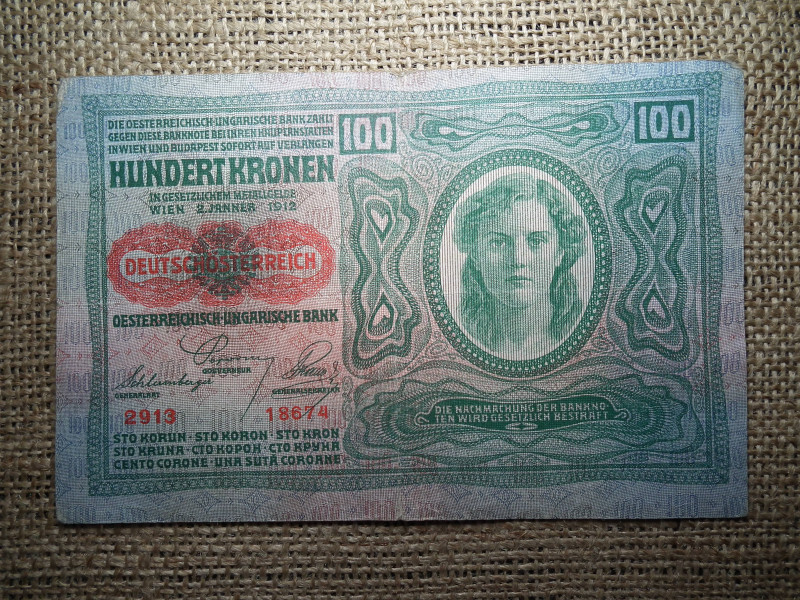 DIE OESTERREICHISCH-UNGARISCHE BANK ZAHLT
GEGEN DIESE BANKNOTE BEI IHREN HAUPTANSTALTEN
IN WIEN UND BUDAPEST SOFORT AUF VERLANGEN
HUNDERT KRONEN
IN GESETZLICHEM METALLGELDE
WIEN 2. JÄNNER 1912
DEUTSCHÖSTERREICH
OESTERREICHISCH-UNGARISCHE BANK
GOUVERNEUR
GENERALRAT
GENERALSEKRETÄR
2913 18674
STO KORUN · STO KORON · STO KRON
STO KRUNA · СТО КОРОН · СТО КРУНА
CENTO CORONE · UNA SUTĂ COROANE
100
100
DIE NACHMACHUNG DER BANKNO-
TEN WIRD GESETZLICH BESTRAFT.